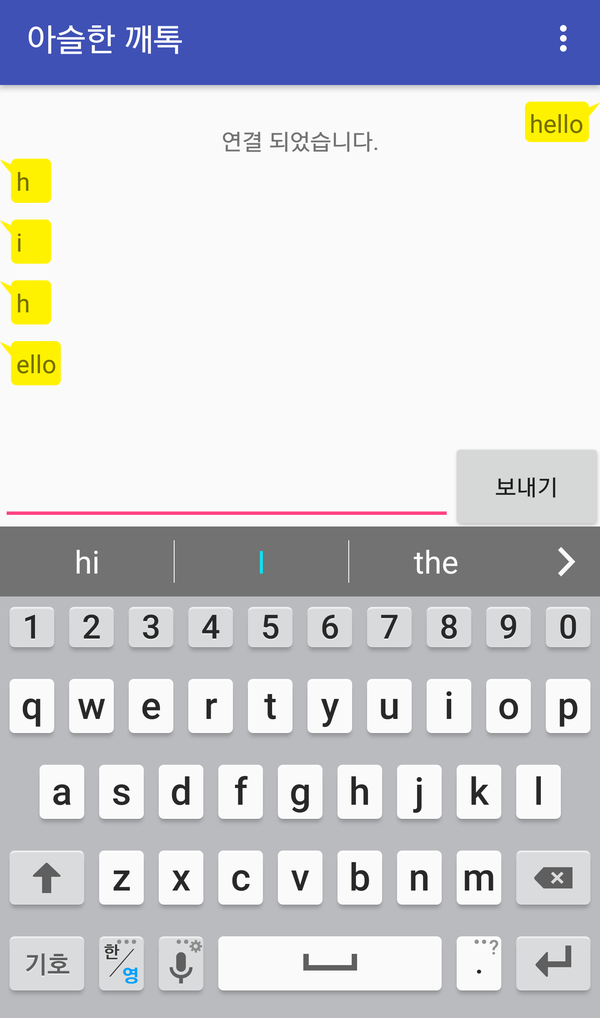 아슬한 깨톡
hello
연결 되었습니다.
h
i
h
ello
보내기
hi I the
1 2 3 4 5 6 7 8 9 0
q w e r t y u i o p
a s d f g h j k l
z x c v b n m
기호 한/영 . ?